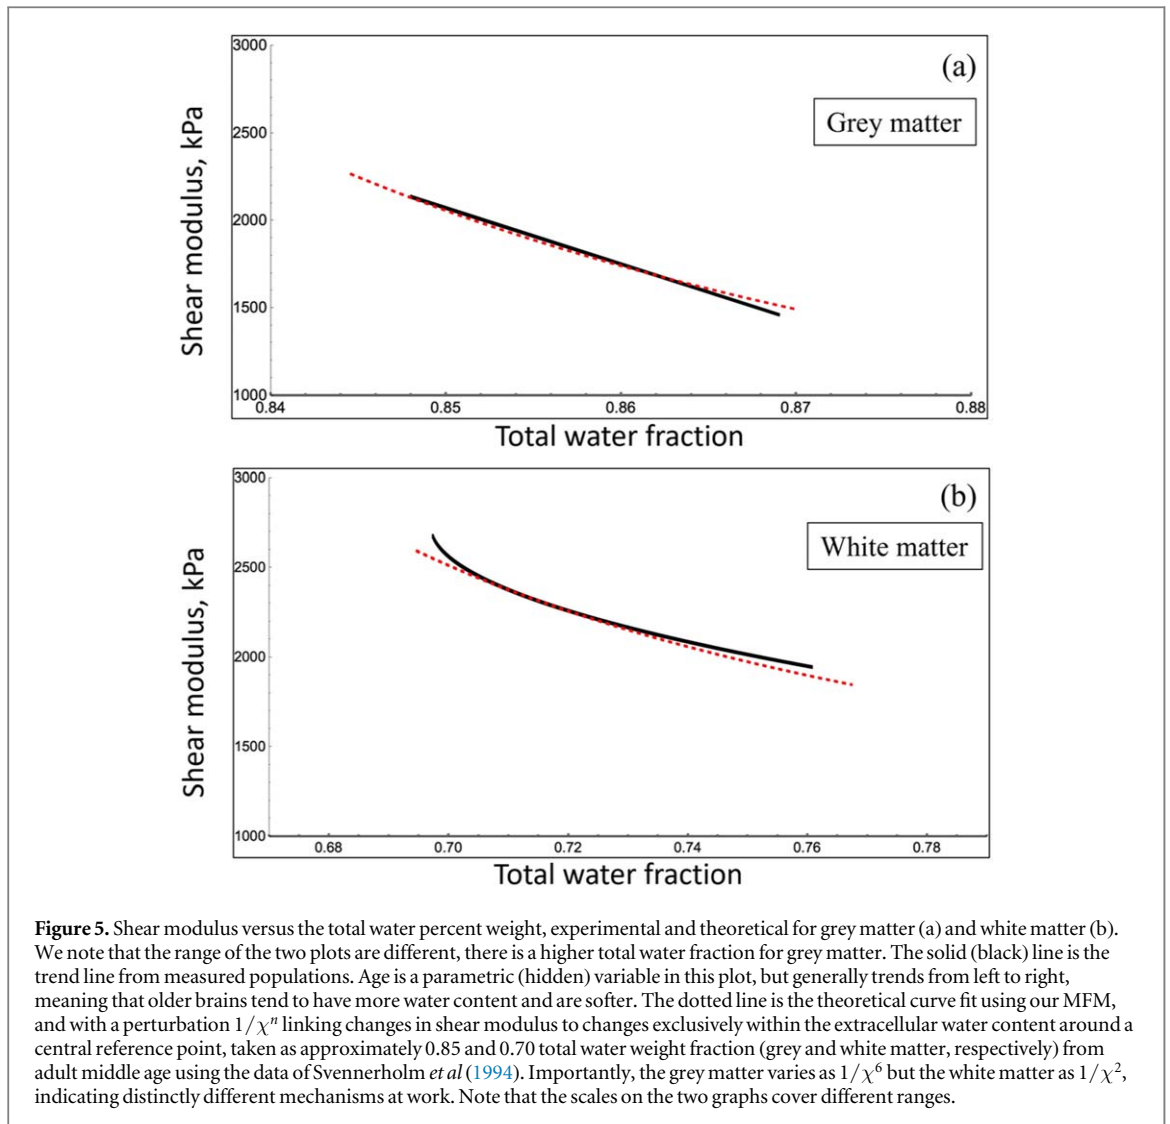 (a)
Grey matter
Shear modulus, kPa
3000
2500
2000
1500
1000
0.84
0.85
0.86
0.87
0.88
Total water fraction
(b)
White matter
Shear modulus, kPa
3000
2500
2000
1500
1000
0.68
0.70
0.72
0.74
0.76
0.78
Total water fraction
Figure 5. Shear modulus versus the total water percent weight, experimental and theoretical for grey matter (a) and white matter (b).
We note that the range of the two plots are different, there is a higher total water fraction for grey matter. The solid (black) line is the
trend line from measured populations. Age is a parametric (hidden) variable in this plot, but generally trends from left to right,
meaning that older brains tend to have more water content and are softer. The dotted line is the theoretical curve fit using our MFM,
and with a perturbation 1/χⁿ linking changes in shear modulus to changes exclusively within the extracellular water content around a
central reference point, taken as approximately 0.85 and 0.70 total water weight fraction (grey and white matter, respectively) from
adult middle age using the data of Svennerholm et al (1994). Importantly, the grey matter varies as 1/χ⁶ but the white matter as 1/χ²,
indicating distinctly different mechanisms at work. Note that the scales on the two graphs cover different ranges.